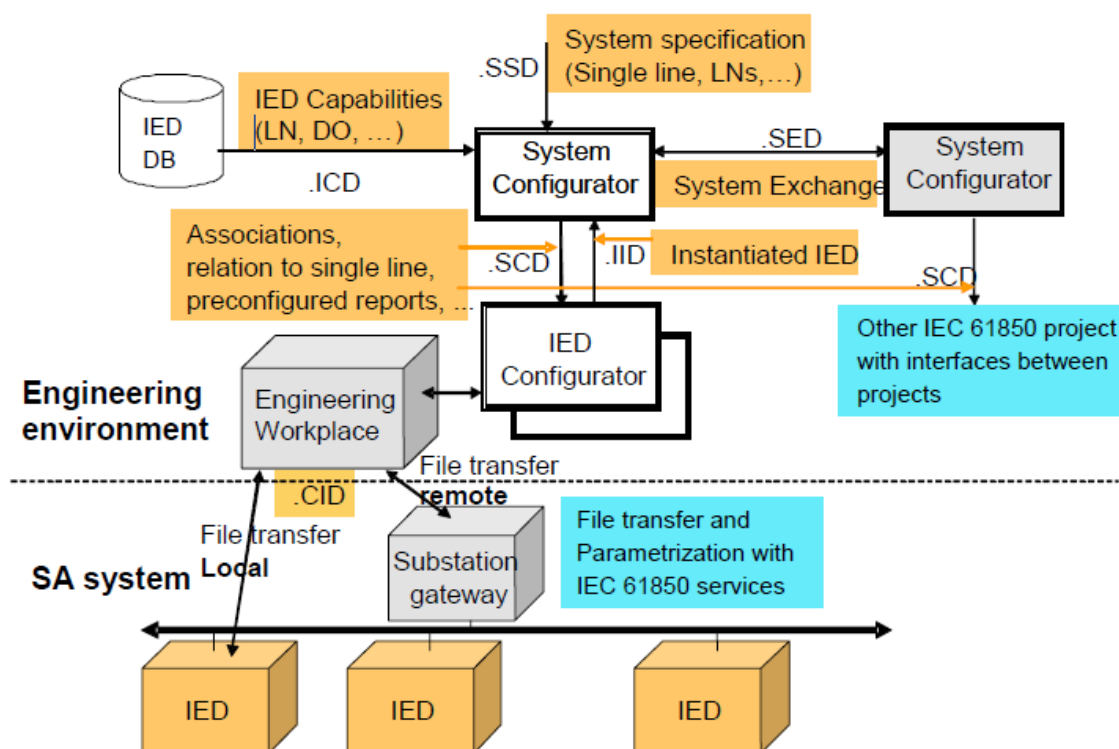 System specification
(Single line, LNs,…)
.SSD
IED Capabilities
(LN, DO, …)
IED
DB
.ICD
System
Configurator
.SED
System Exchange
System
Configurator
Associations,
relation to single line,
preconfigured reports, ...
.SCD
.IID
Instantiated IED
.SCD
Other IEC 61850 project
with interfaces between
projects
IED
Configurator
Engineering
environment
Engineering
Workplace
.CID
File transfer
remote
File transfer
Local
SA system
Substation
gateway
File transfer and
Parametrization with
IEC 61850 services
IED
IED
IED